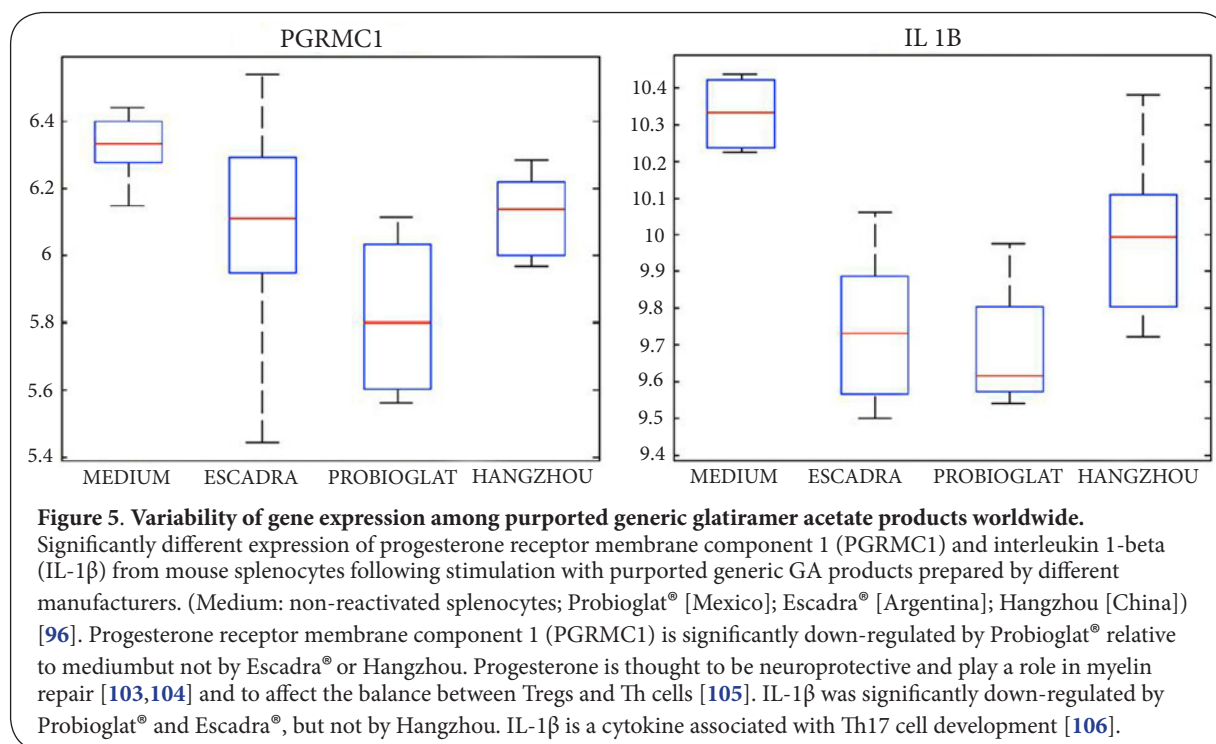 PGRMC1
6.4
6.2
6
5.8
5.6
5.4
MEDIUM ESCADRA PROBIOGLAT HANGZHOU
IL 1B
10.4
10.3
10.2
10.1
10
9.9
9.8
9.7
9.6
9.5
9.4
MEDIUM ESCADRA PROBIOGLAT HANGZHOU
Figure 5. Variability of gene expression among purported generic glatiramer acetate products worldwide.
Significantly different expression of progesterone receptor membrane component 1 (PGRMC1) and interleukin 1-beta
(IL-1β) from mouse splenocytes following stimulation with purported generic GA products prepared by different
manufacturers. (Medium: non-reactivated splenocytes; Probioglat® [Mexico]; Escadra® [Argentina]; Hangzhou [China])
[96]. Progesterone receptor membrane component 1 (PGRMC1) is significantly down-regulated by Probioglat® relative
to mediumbut not by Escadra® or Hangzhou. Progesterone is thought to be neuroprotective and play a role in myelin
repair [103,104] and to affect the balance between Tregs and Th cells [105]. IL-1β was significantly down-regulated by
Probioglat® and Escadra®, but not by Hangzhou. IL-1β is a cytokine associated with Th17 cell development [106].